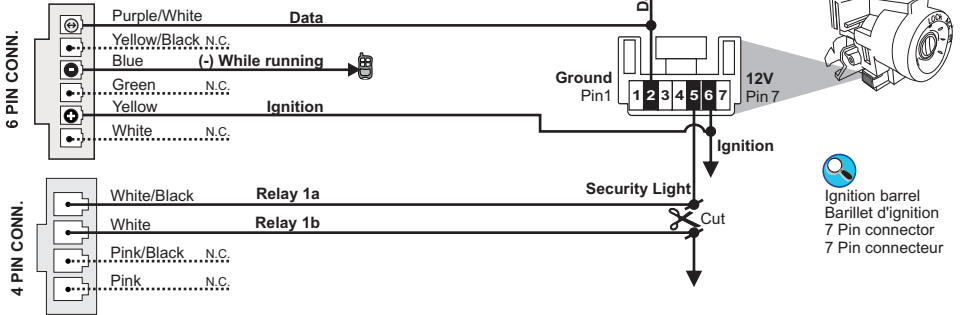 6 PIN CONN.
Purple/White Data
Yellow/Black N.C.
Blue (-) While running
Green N.C.
Yellow Ignition
White N.C.
D
Ground
Pin1
1 2 3 4 5 6 7
12V
Pin 7
Ignition
LOCK
4 PIN CONN.
White/Black Relay 1a
White Relay 1b
Pink/Black N.C.
Pink N.C.
Security Light
Cut
Ignition barrel
Barillet d'ignition
7 Pin connector
7 Pin connecteur